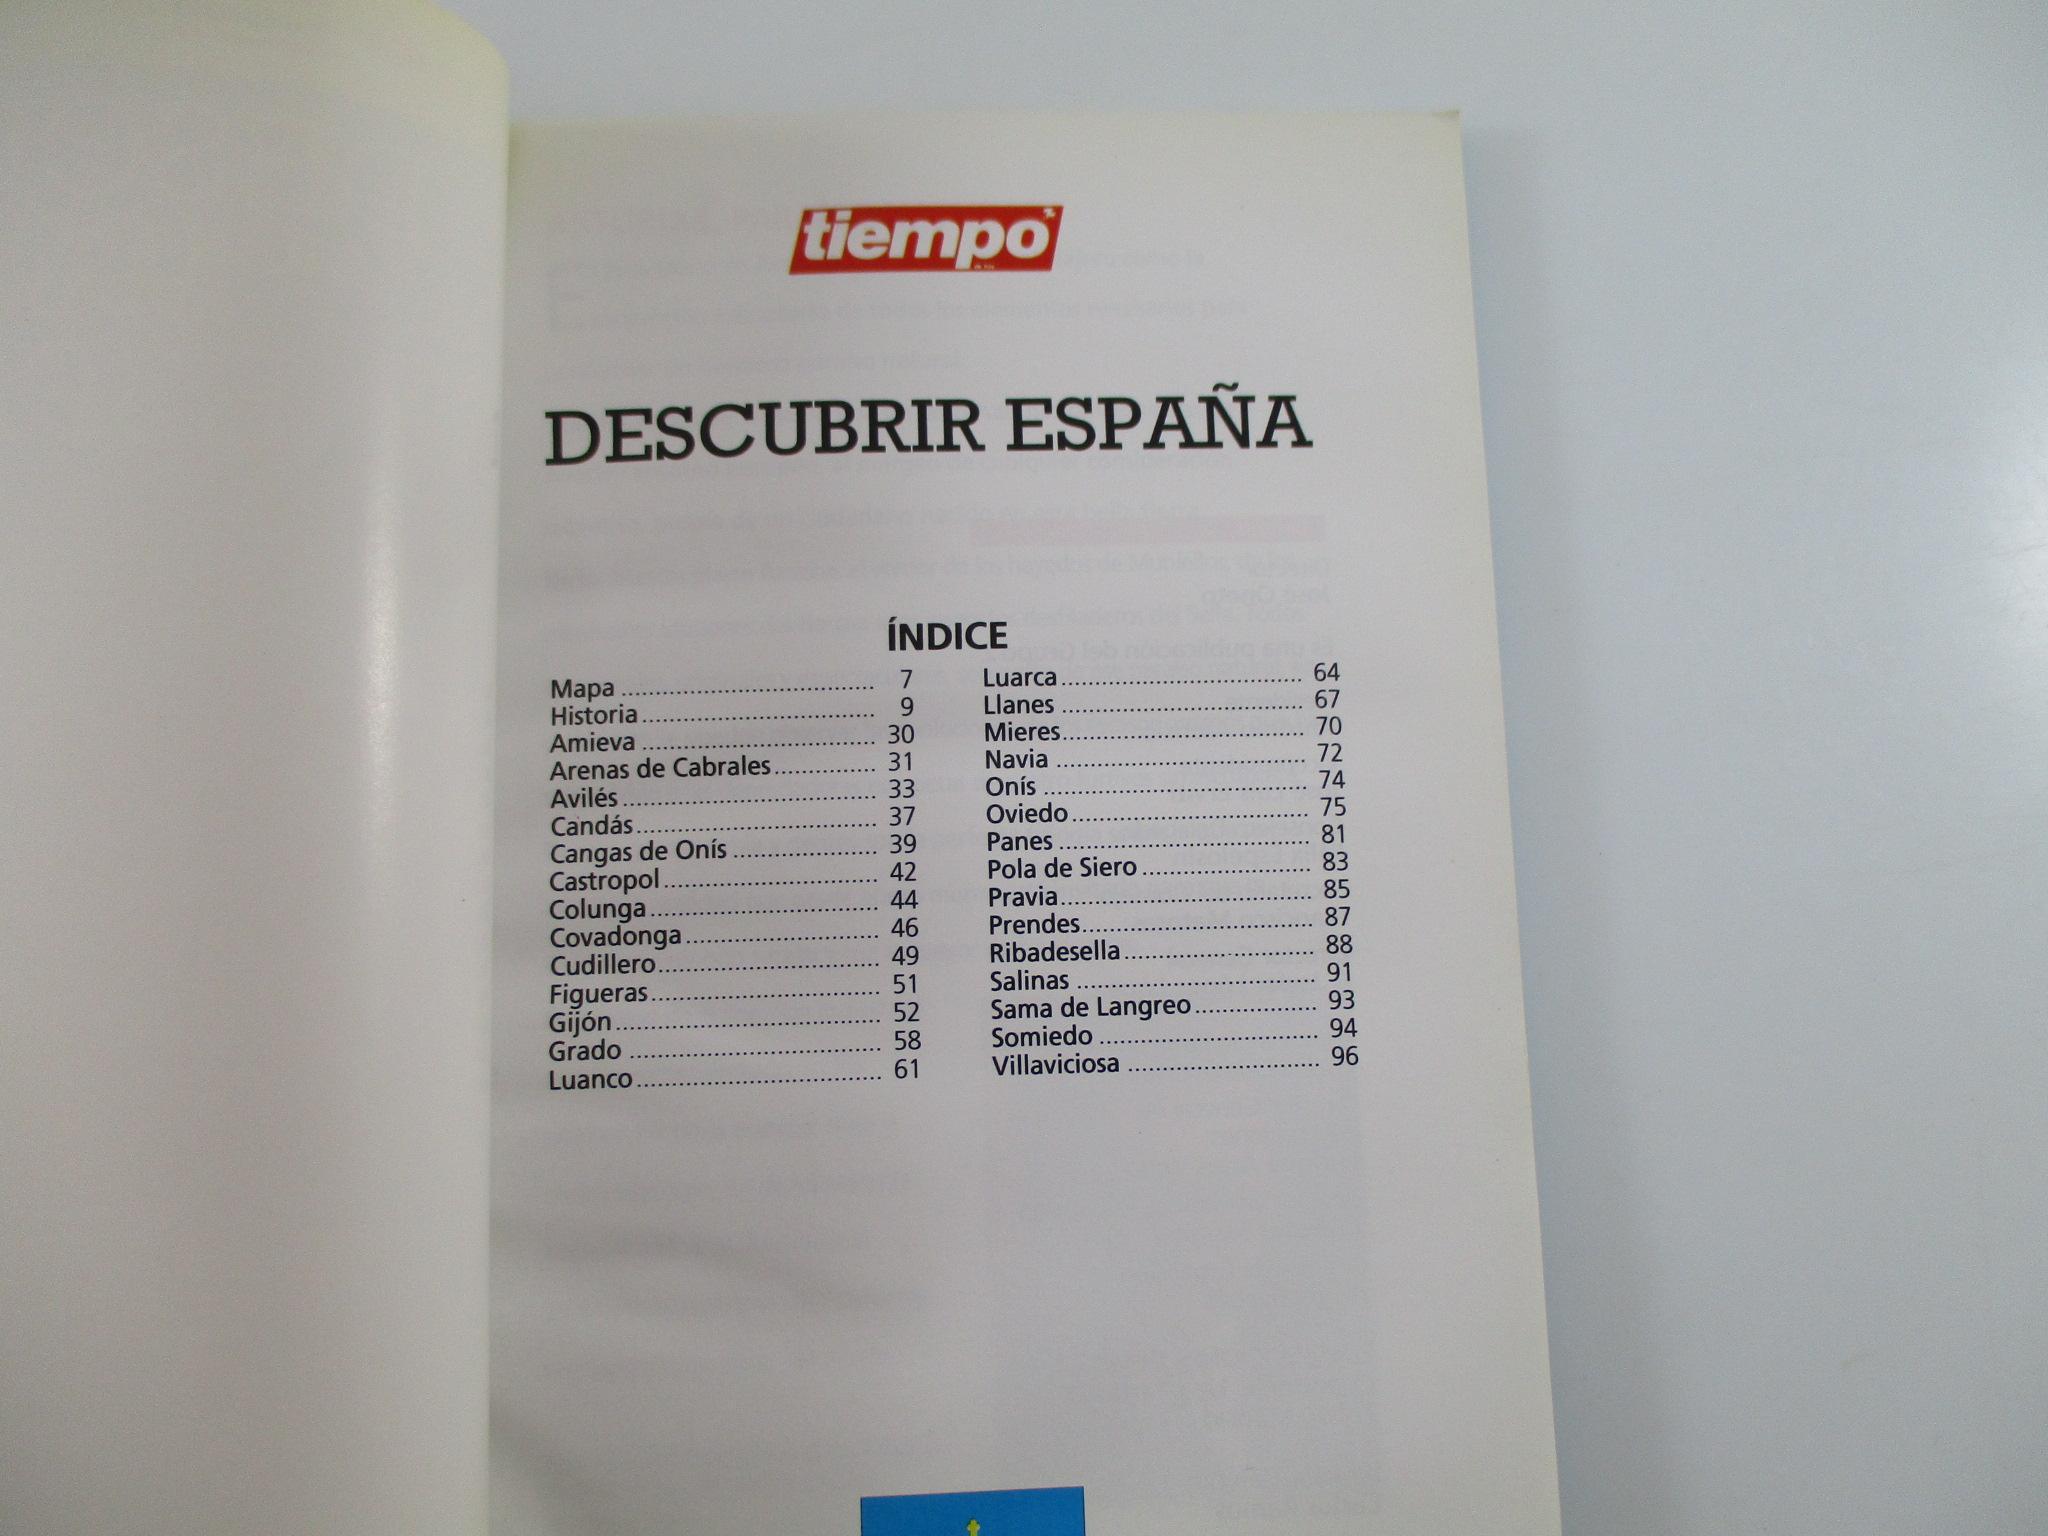 tiempo
DESCUBRIR ESPAÑA
ÍNDICE
Mapa ........ 7
Historia ........ 9
Amieva ........ 30
Arenas de Cabrales ........ 31
Avilés ........ 33
Candás ........ 37
Cangas de Onís ........ 39
Castropol ........ 42
Colunga ........ 44
Covadonga ........ 46
Cudillero ........ 49
Figueras ........ 51
Gijón ........ 52
Grado ........ 58
Luanco ........ 61
Luarca ........ 64
Llanes ........ 67
Mieres ........ 70
Navia ........ 72
Onís ........ 74
Oviedo ........ 75
Panes ........ 81
Pola de Siero ........ 83
Pravia ........ 85
Prendes ........ 87
Ribadesella ........ 88
Salinas ........ 91
Sama de Langreo ........ 93
Somiedo ........ 94
Villaviciosa ........ 96